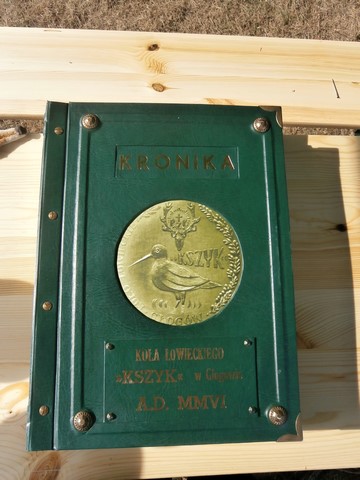 KRONIKA
KSZYK
KOŁA ŁOWIECKIEGO
»KSZYK« w
A.D. MMVI